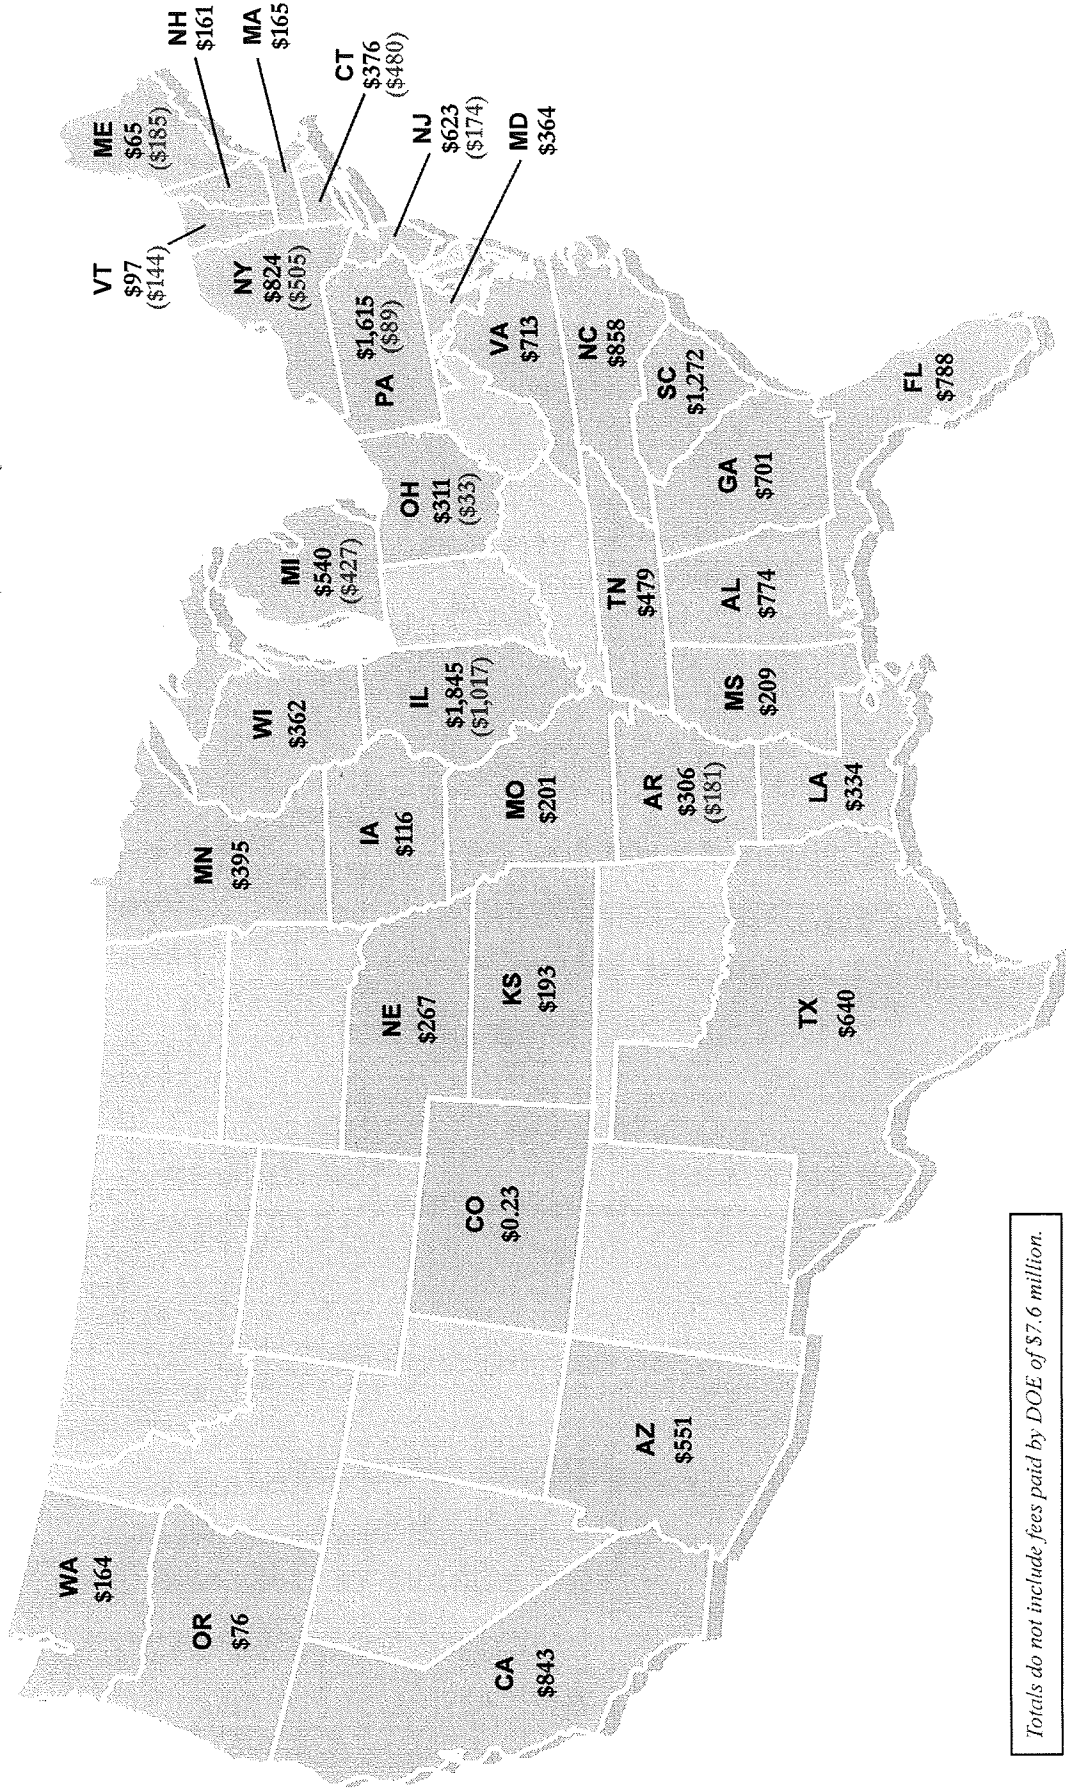 WA
$164
OR
$76
CA
$843
AZ
$551
CO
$0.23
NE
$267
KS
$193
TX
$640
MN
$395
IA
$116
MO
$201
AR
$306
($181)
LA
$334
WI
$362
IL
$1,845
($1,017)
MS
$209
MI
$540
($427)
TN
$479
AL
$774
OH
$311
($33)
GA
$701
PA
$1,615
($89)
VA
$713
NC
$858
SC
$1,272
FL
$788
VT
$97
($144)
NY
$824
($505)
ME
$65
($185)
NH
$161
MA
$165
CT
$376
($480)
NJ
$623
($174)
MD
$364
Totals do not include fees paid by DOE of $7.6 million.